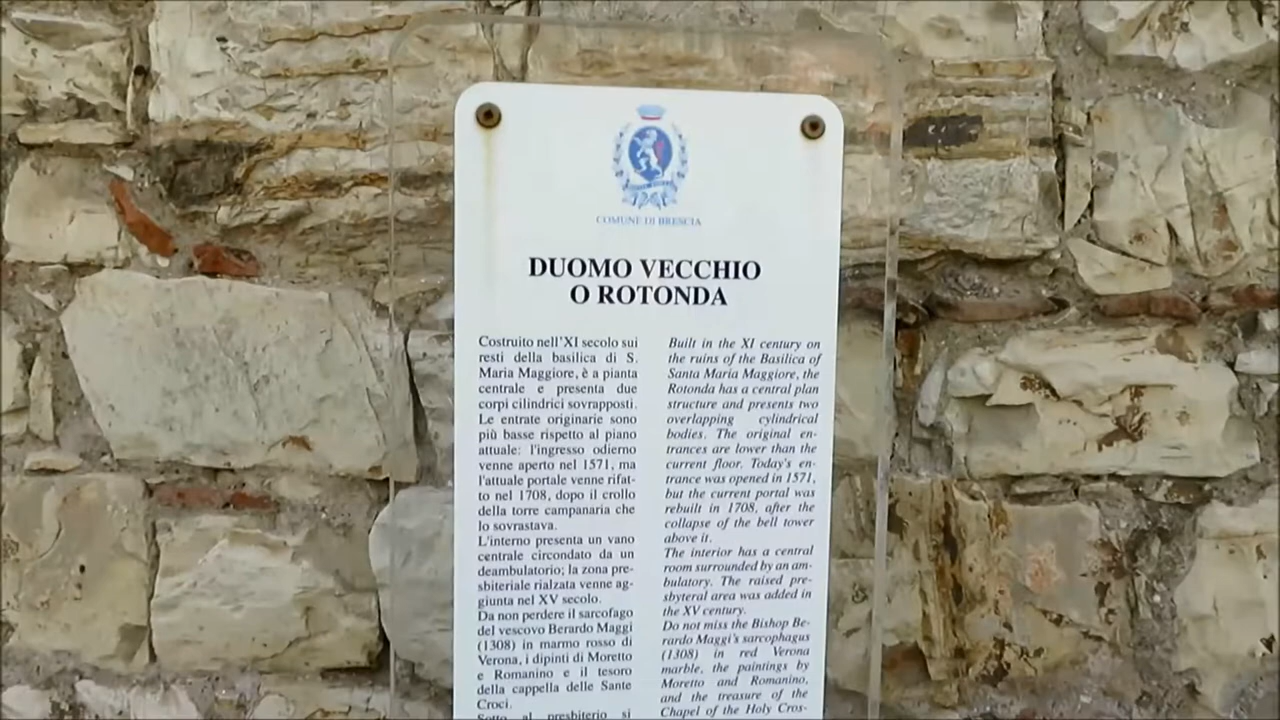 COMUNE DI BRESCIA
DUOMO VECCHIO
O ROTONDA
Costruito nell'XI secolo sui
resti della basilica di S.
Maria Maggiore, è a pianta
centrale e presenta due
corpi cilindrici sovrapposti.
Le entrate originarie sono
più basse rispetto al piano
attuale: l'ingresso odierno
venne aperto nel 1571, ma
l'attuale portale venne rifat-
to nel 1708, dopo il crollo
della torre campanaria che
lo sovrastava.
L'interno presenta un vano
centrale circondato da un
deambulatorio; la zona pre-
sbiteriale rialzata venne ag-
giunta nel XV secolo.
Da non perdere il sarcofago
del vescovo Berardo Maggi
(1308) in marmo rosso di
Verona, i dipinti di Moretto
e Romanino e il tesoro
della cappella delle Sante
Croci.
Sotto al presbiterio si
Built in the XI century on
the ruins of the Basilica of
Santa Maria Maggiore, the
Rotonda has a central plan
structure and presents two
overlapping cylindrical
bodies. The original en-
trances are lower than the
current floor. Today's en-
trance was opened in 1571,
but the current portal was
rebuilt in 1708, after the
collapse of the bell tower
above it.
The interior has a central
room surrounded by an am-
bulatory. The raised pre-
sbyteral area was added in
the XV century.
Do not miss the Bishop Be-
rardo Maggi's sarcophagus
(1308) in red Verona
marble, the paintings by
Moretto and Romanino,
and the treasure of the
Chapel of the Holy Cros-